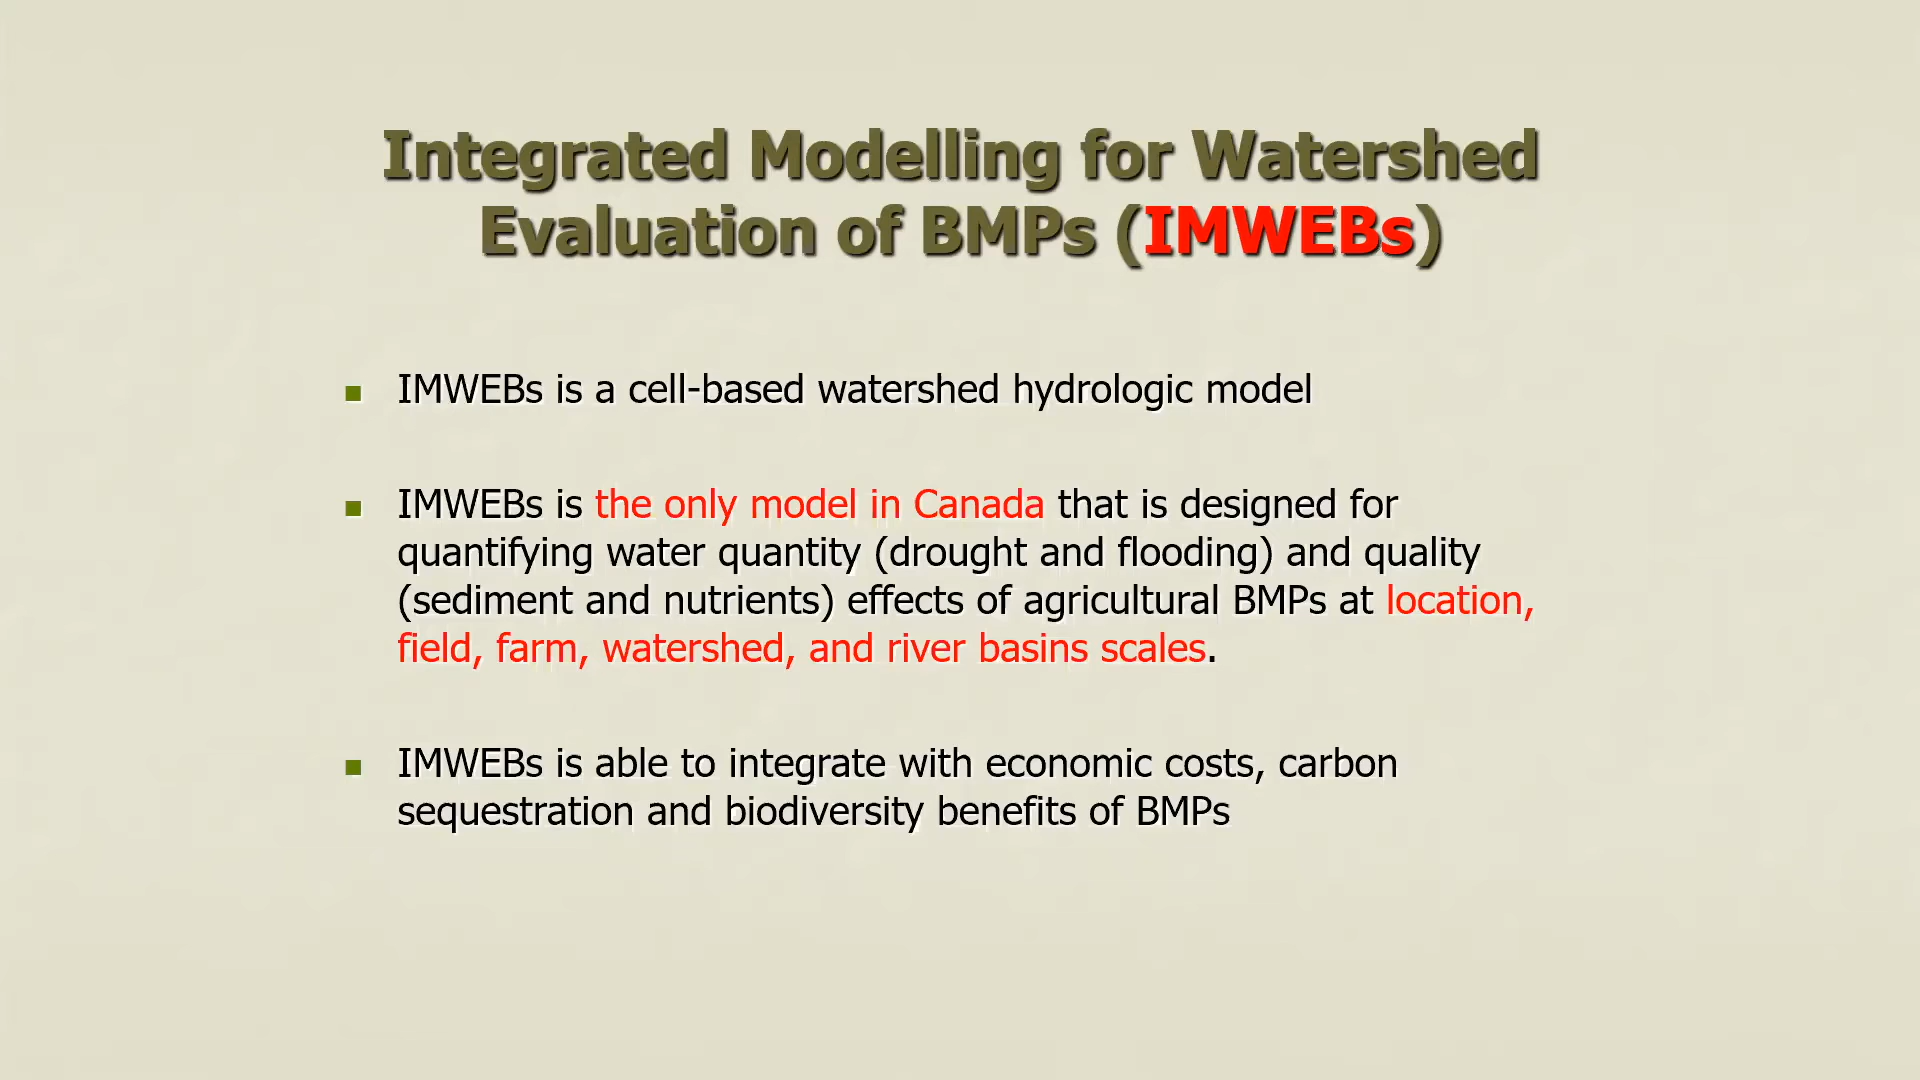 Integrated Modelling for Watershed
Evaluation of BMPs (IMWEBs)
IMWEBs is a cell-based watershed hydrologic model
IMWEBs is the only model in Canada that is designed for
quantifying water quantity (drought and flooding) and quality
(sediment and nutrients) effects of agricultural BMPs at location,
field, farm, watershed, and river basins scales.
IMWEBs is able to integrate with economic costs, carbon
sequestration and biodiversity benefits of BMPs